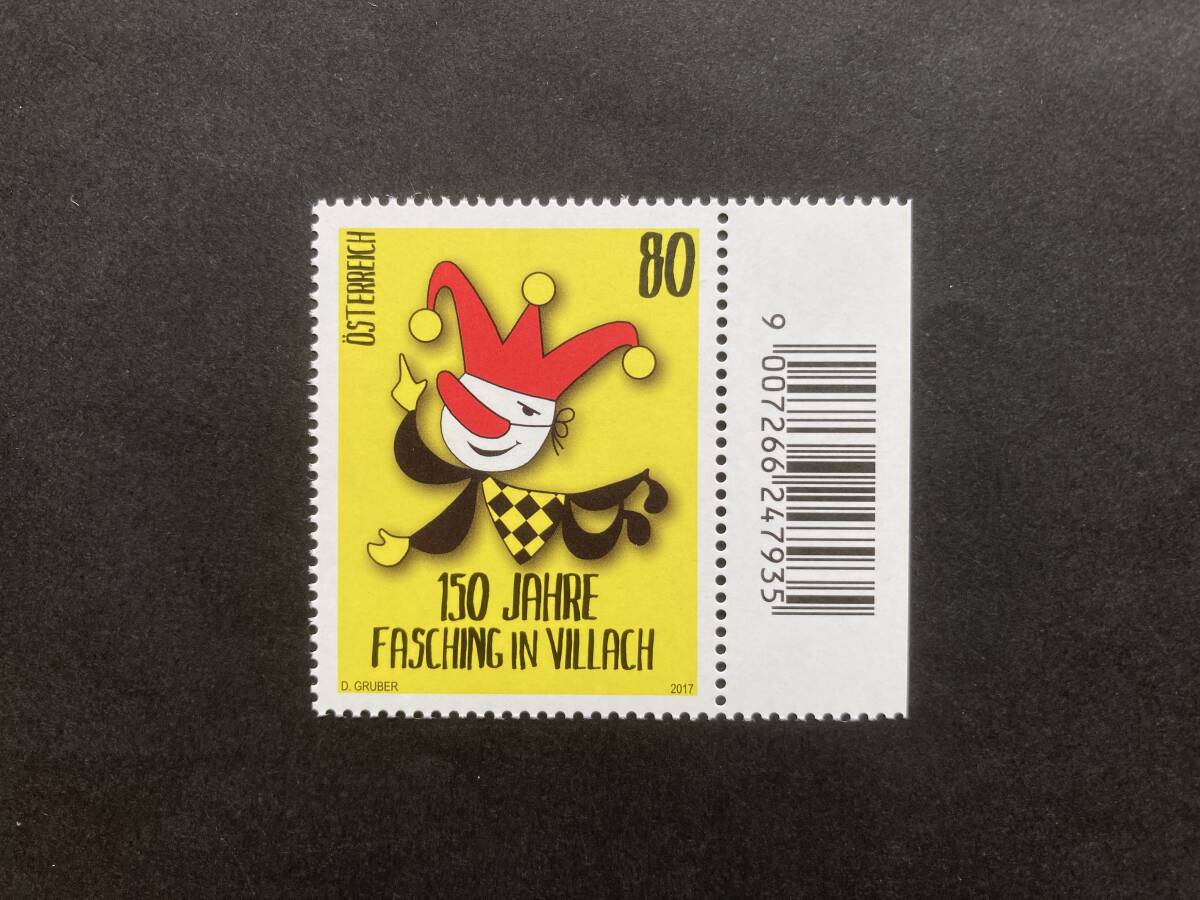 ÖSTERREICH
80
150 JAHRE
FASCHING IN VILLACH
D. GRUBER
2017
9 007266 247935